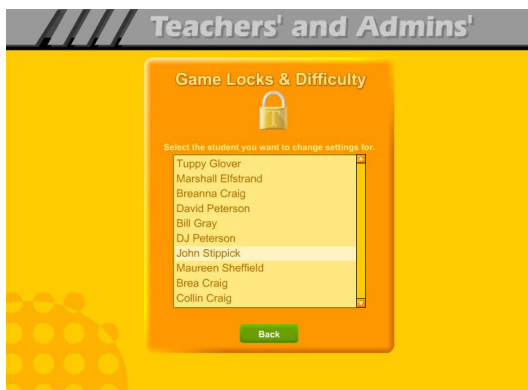 Teachers' and Admins'
Game Locks & Difficulty
T
Select the student you want to change settings for.
Tuppy Glover
Marshall Elfstrand
Breanna Craig
David Peterson
Bill Gray
DJ Peterson
John Stippick
Maureen Sheffield
Brea Craig
Collin Craig
Back